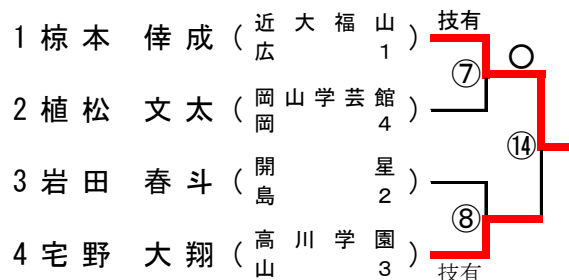 1 椋本 倖成 (近大福山 広1) 技有
⑦ ○
2 植松 文太 (岡山学芸館 岡4)
⑭
3 岩田 春斗 (開星 島2)
⑧
4 宅野 大翔 (高川学園 山3) 技有